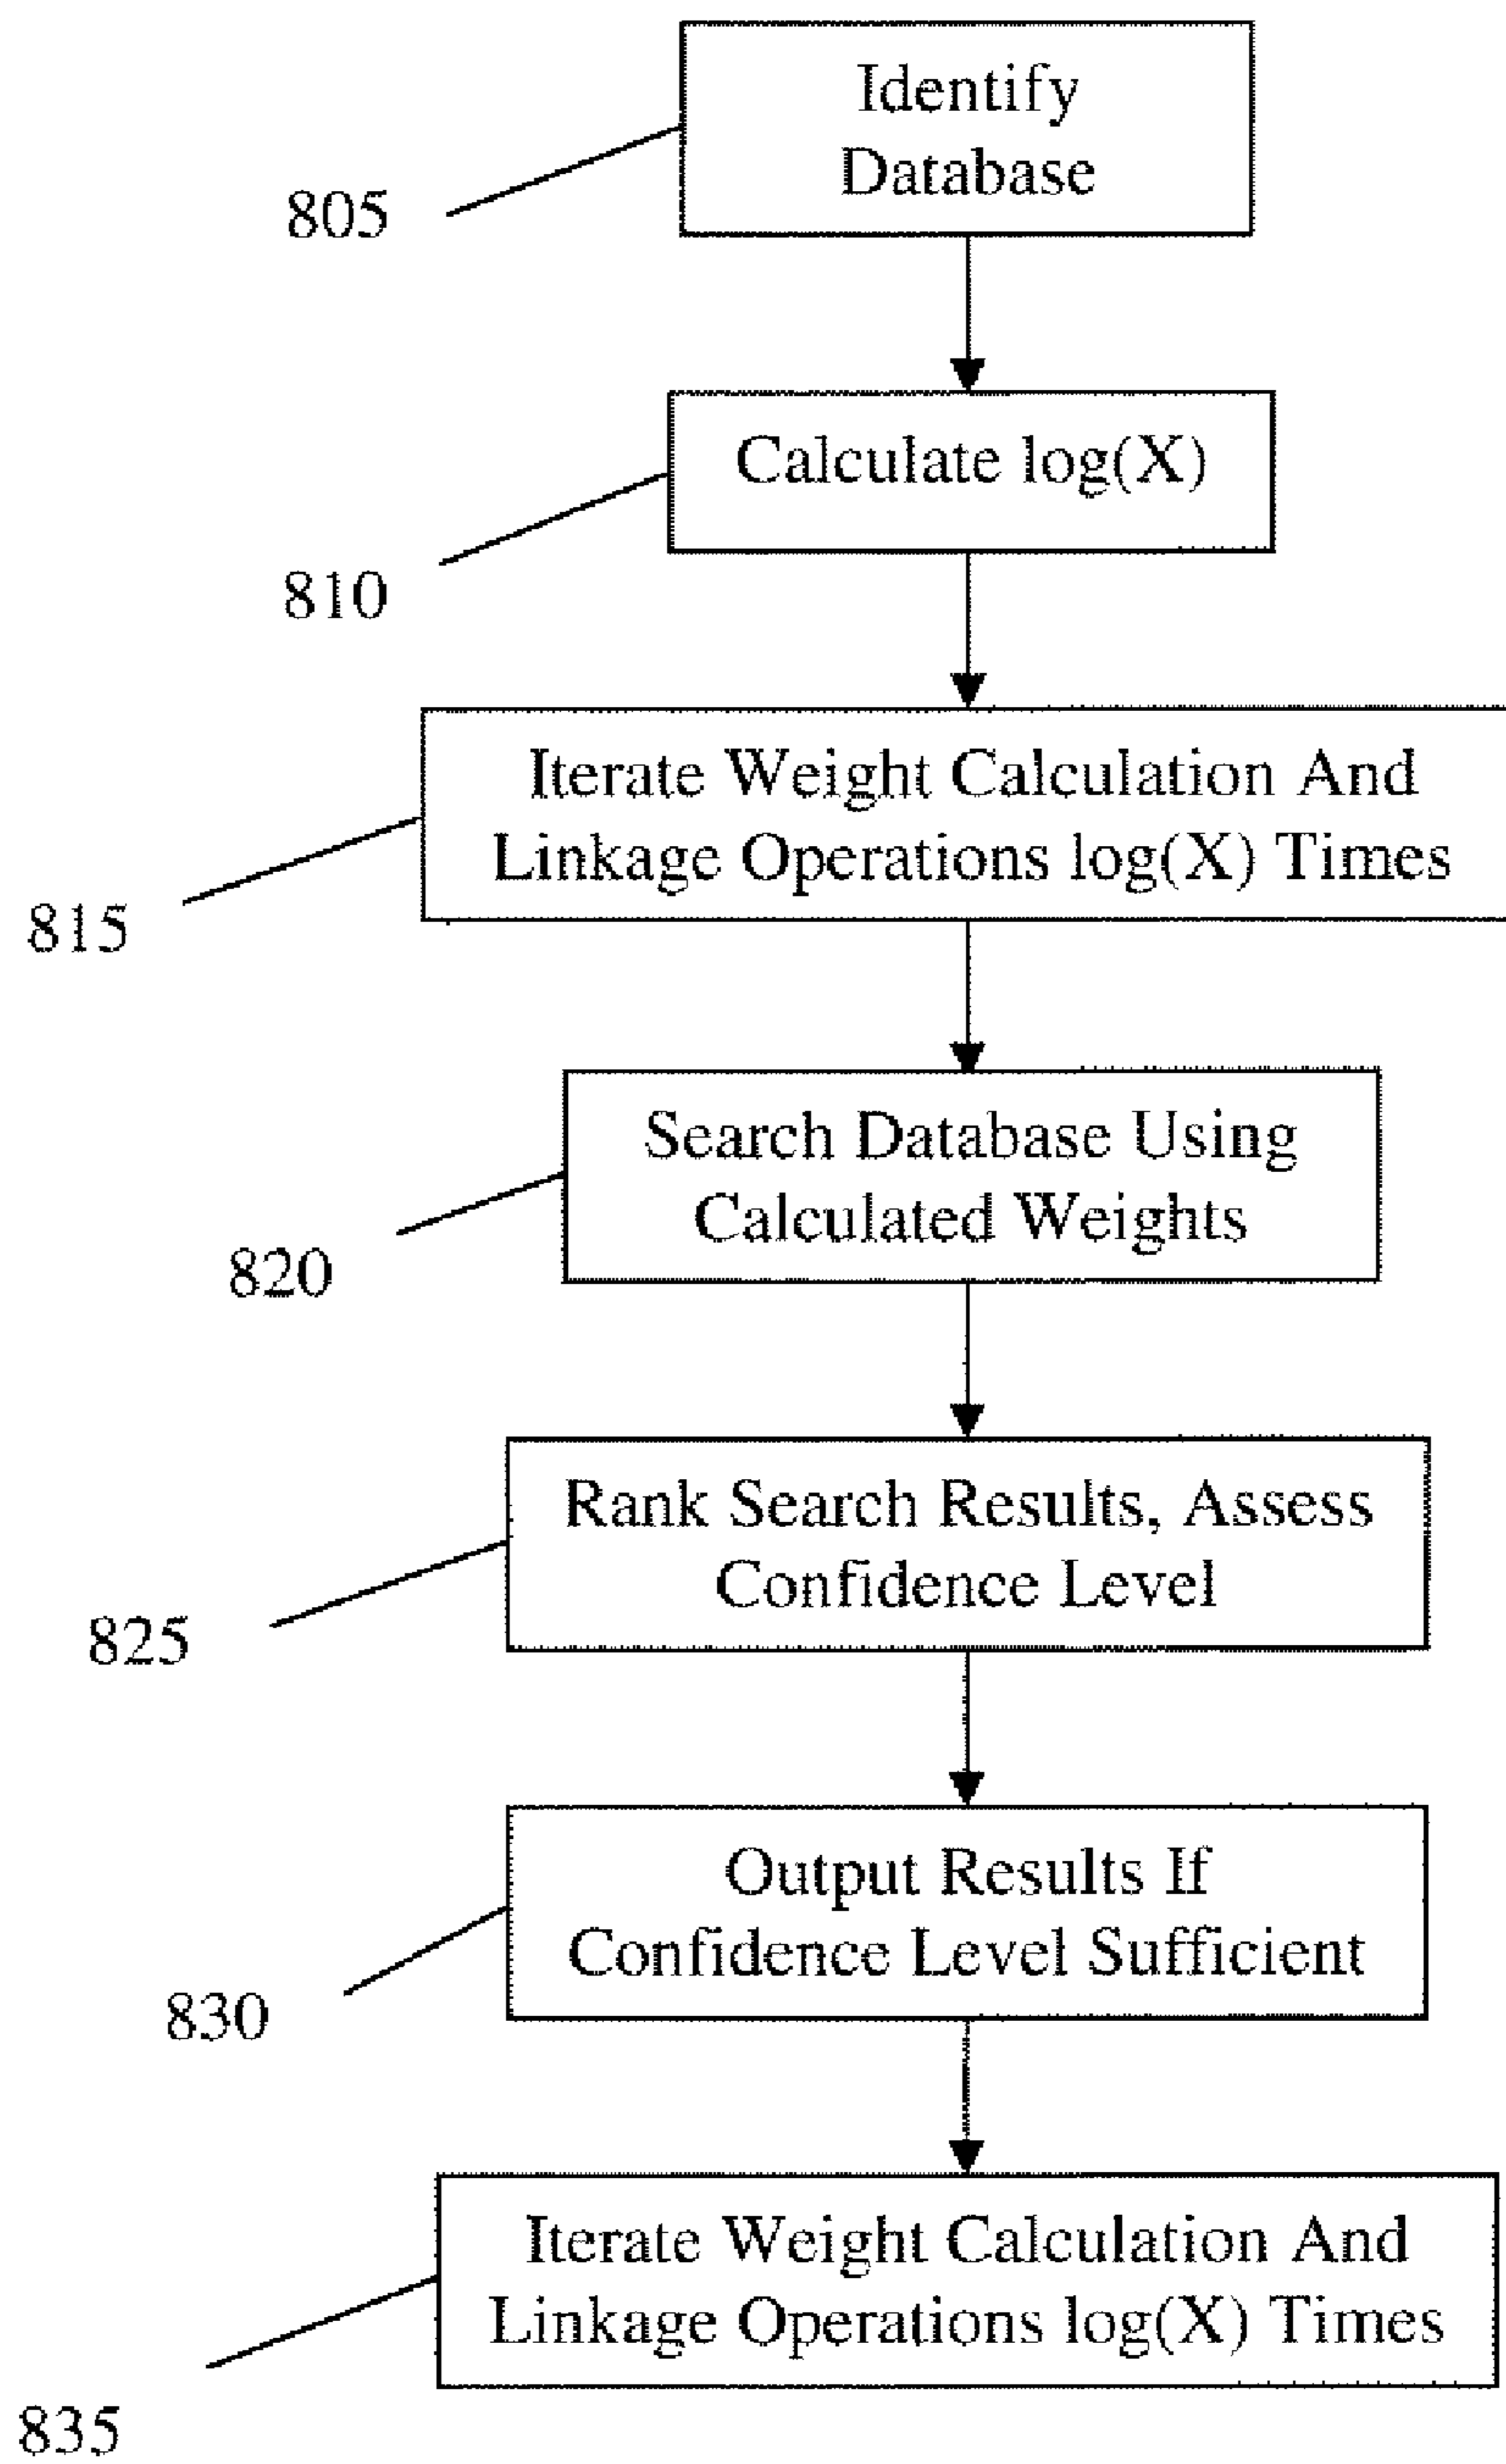 Identify
Database
805
Calculate log(X)
810
Iterate Weight Calculation And
Linkage Operations log(X) Times
815
Search Database Using
Calculated Weights
820
Rank Search Results, Assess
Confidence Level
825
Output Results If
Confidence Level Sufficient
830
Iterate Weight Calculation And
Linkage Operations log(X) Times
835